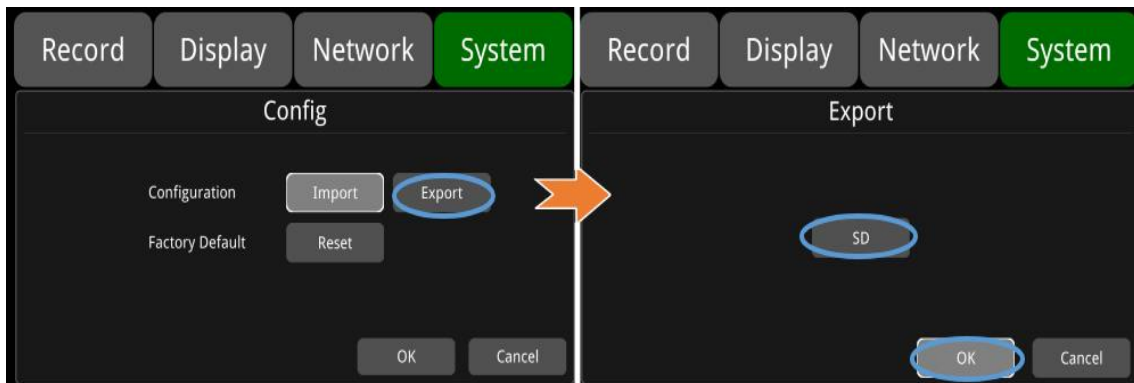 Record Display Network System
Config
Configuration Import Export
Factory Default Reset
OK Cancel
Record Display Network System
Export
SD
OK Cancel